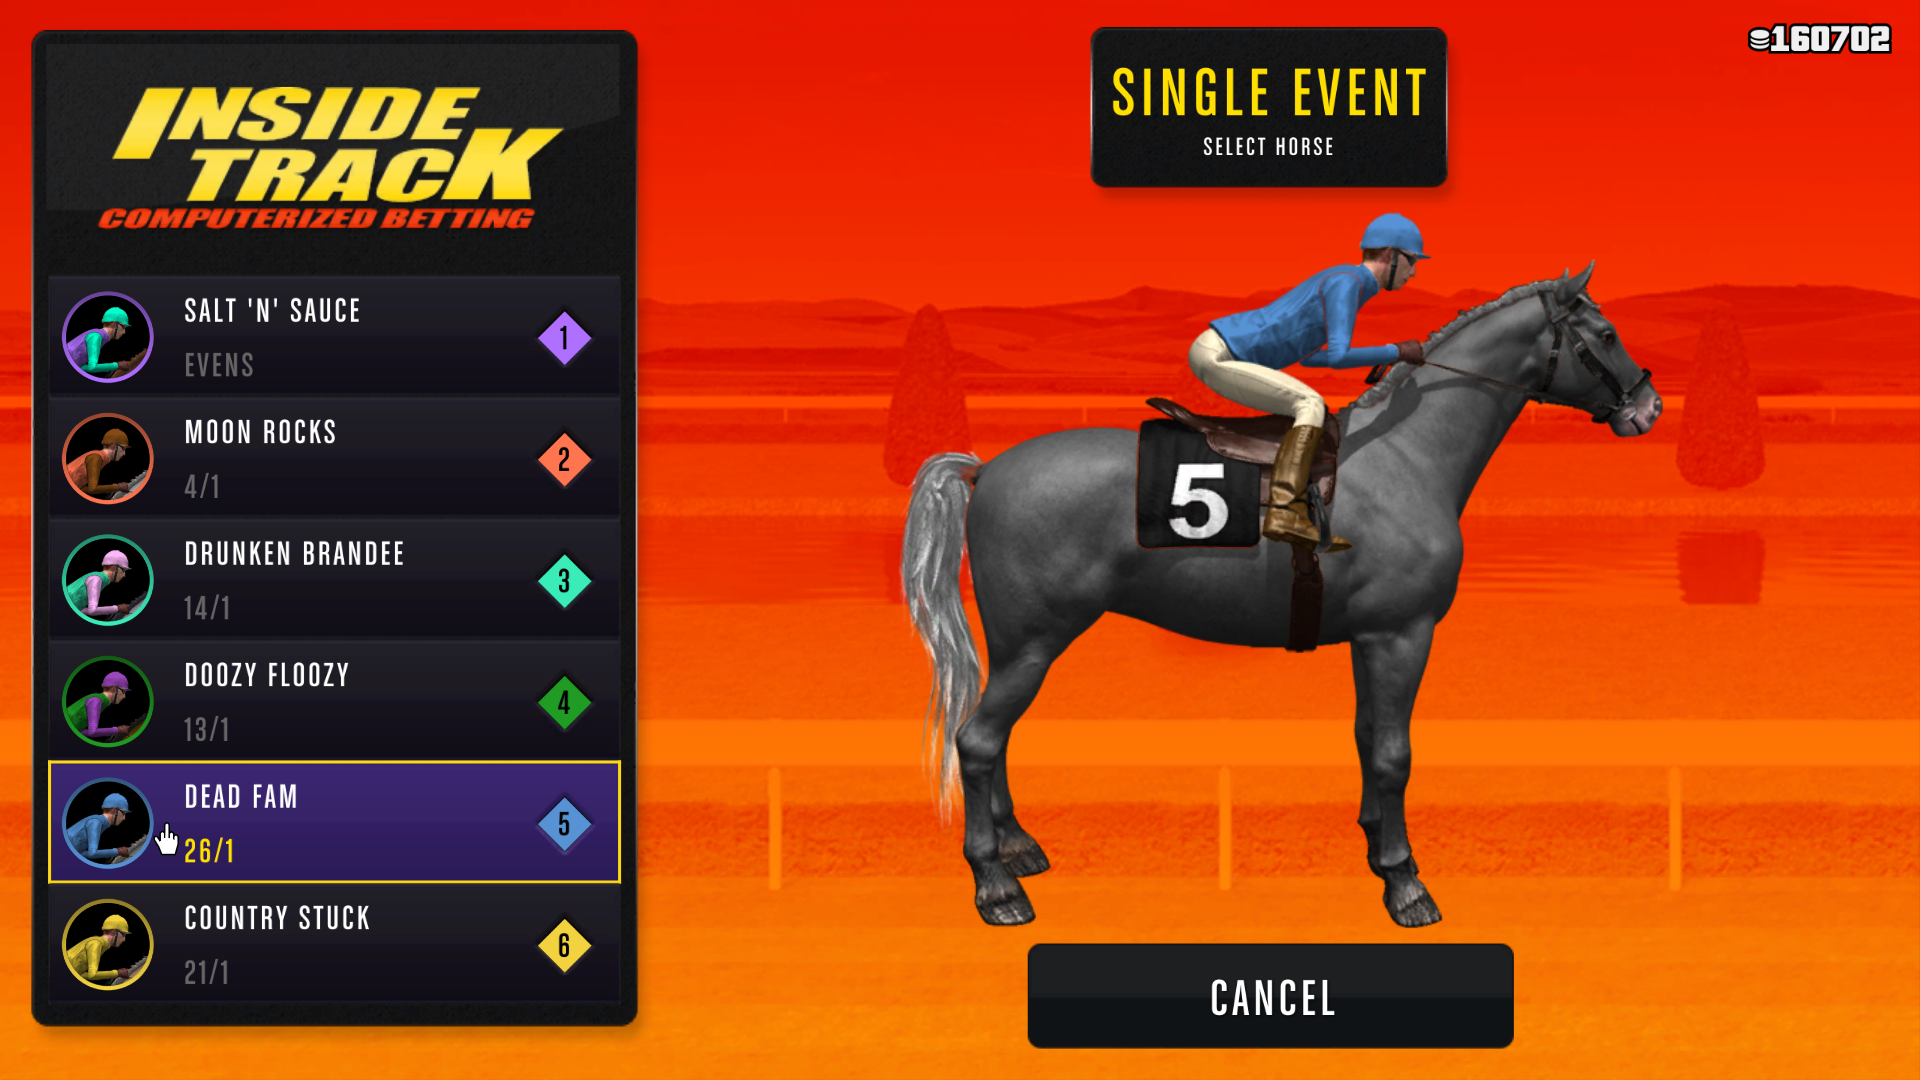 INSIDE
TRACK
COMPUTERIZED BETTING
SALT 'N' SAUCE
EVENS
1
MOON ROCKS
4/1
2
DRUNKEN BRANDEE
14/1
3
DOOZY FLOOZY
13/1
4
DEAD FAM
26/1
5
COUNTRY STUCK
21/1
6
SINGLE EVENT
SELECT HORSE
160702
5
CANCEL